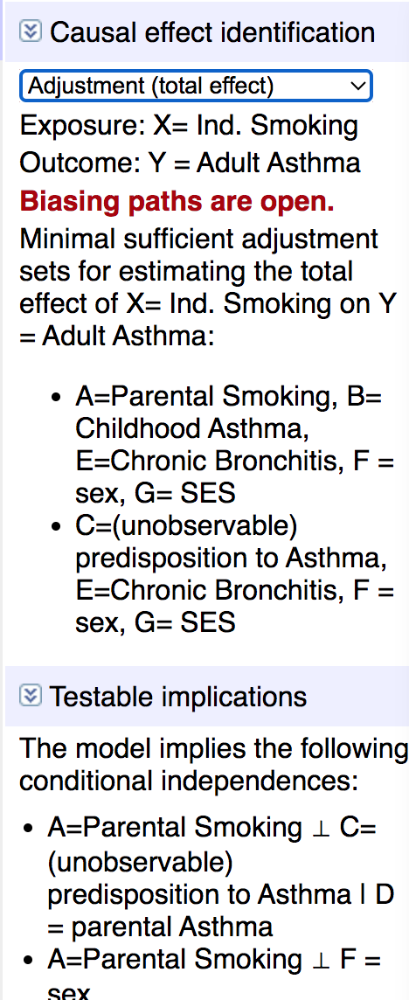 Causal effect identification
Adjustment (total effect)
Exposure: X= Ind. Smoking
Outcome: Y = Adult Asthma
Biasing paths are open.
Minimal sufficient adjustment
sets for estimating the total
effect of X= Ind. Smoking on Y
= Adult Asthma:
• A=Parental Smoking, B=
Childhood Asthma,
E=Chronic Bronchitis, F =
sex, G= SES
• C=(unobservable)
predisposition to Asthma,
E=Chronic Bronchitis, F =
sex, G= SES
Testable implications
The model implies the following
conditional independences:
• A=Parental Smoking ⊥ C=
(unobservable)
predisposition to Asthma | D
= parental Asthma
• A=Parental Smoking ⊥ F =
sex